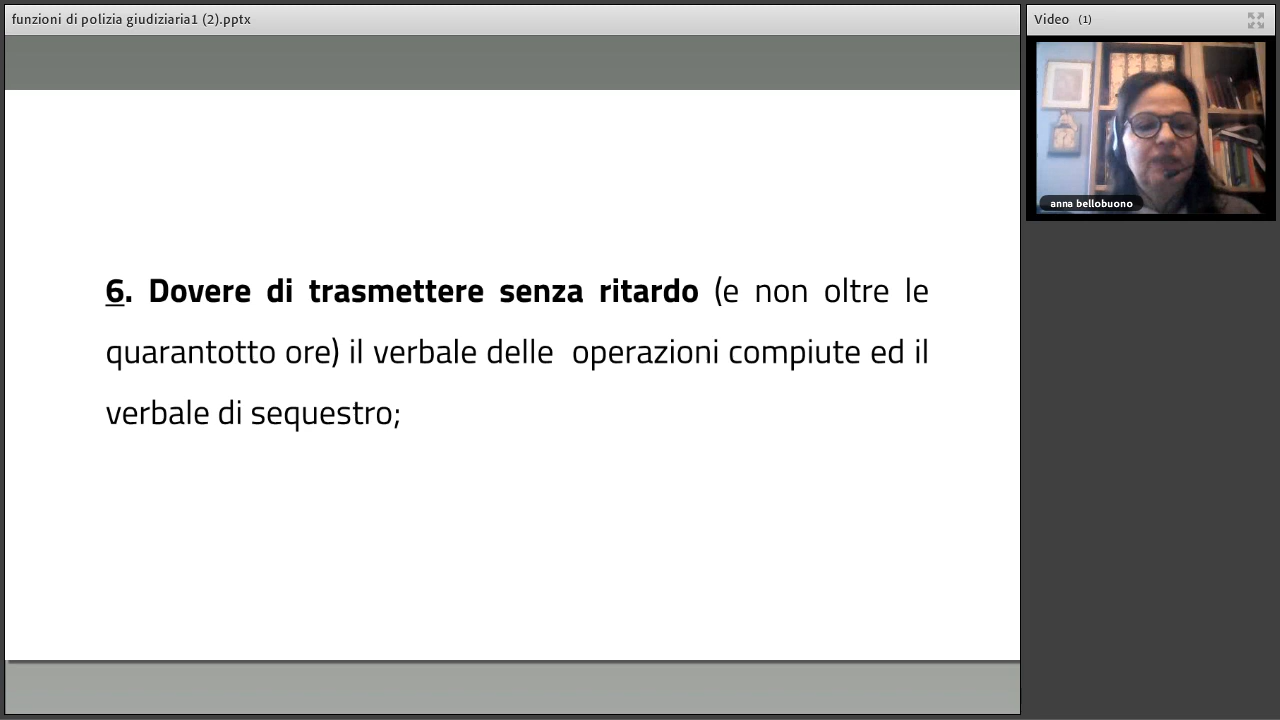 funzioni di polizia giudiziaria1 (2).pptx
Video (1)
anna bellobuono
6. Dovere di trasmettere senza ritardo (e non oltre le
quarantotto ore) il verbale delle operazioni compiute ed il
verbale di sequestro;